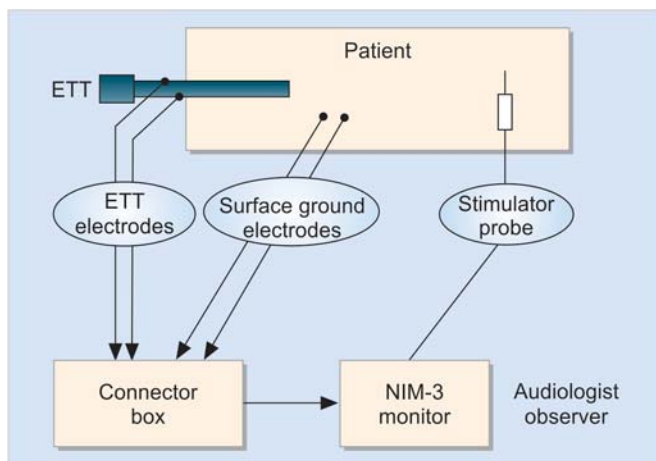 Patient
ETT
ETT
electrodes
Surface ground
electrodes
Stimulator
probe
Connector
box
NIM-3
monitor
Audiologist
observer